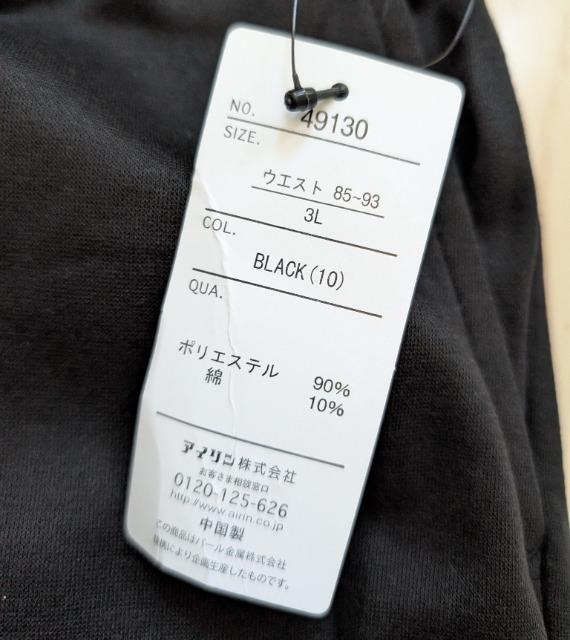 NO. 49130
SIZE.
ウエスト 85~93
3L
COL.
BLACK(10)
QUA.
ポリエステル 90%
綿 10%
アイリン株式会社
お客さま相談窓口
0120-125-626
http://www.airin.co.jp
中国製
この商品はパール金属株式会社
により企画生産したものです。